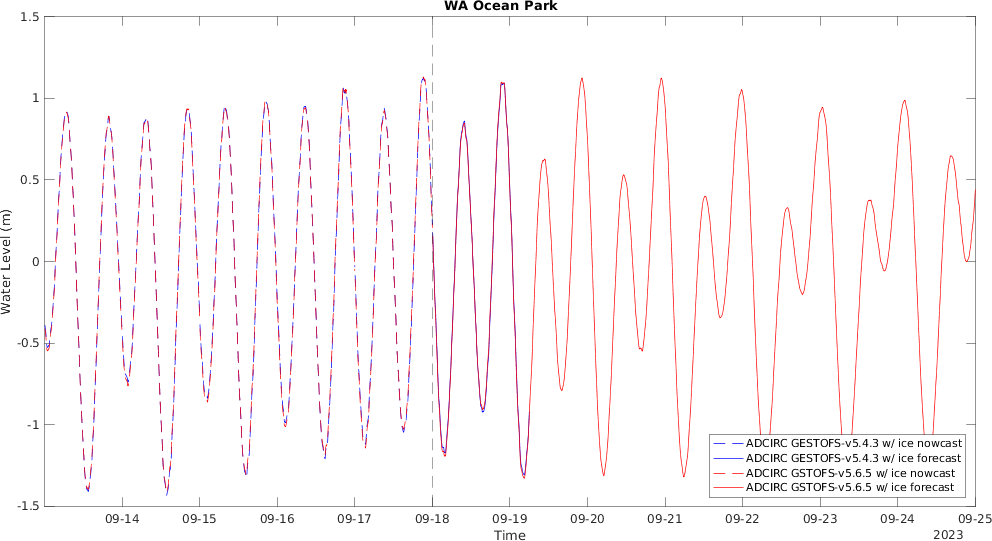 WA Ocean Park
1.5
1
0.5
0
-0.5
-1
-1.5
Water Level (m)
ADCIRC GESTOFS-v5.4.3 w/ ice nowcast
ADCIRC GESTOFS-v5.4.3 w/ ice forecast
ADCIRC GSTOFS-v5.6.5 w/ ice nowcast
ADCIRC GSTOFS-v5.6.5 w/ ice forecast
09-14 09-15 09-16 09-17 09-18 09-19 09-20 09-21 09-22 09-23 09-24 09-25
Time
2023